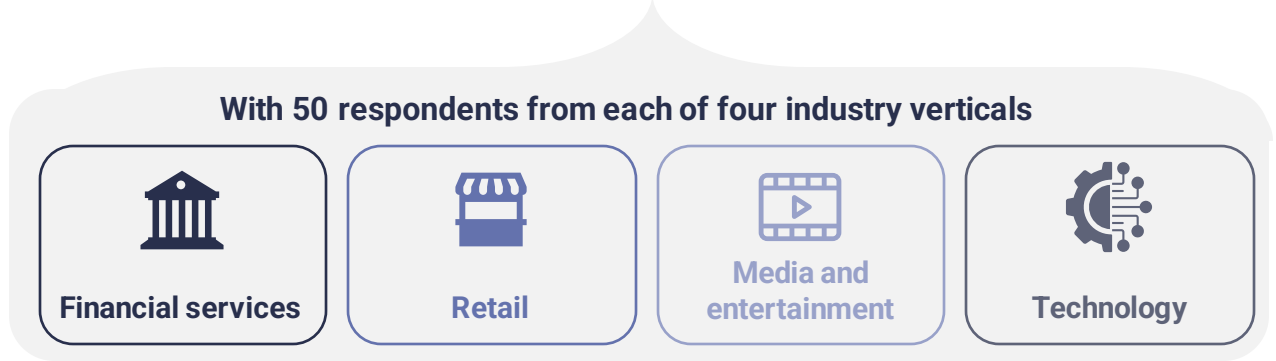 With 50 respondents from each of four industry verticals
Financial services
Retail
Media and
entertainment
Technology